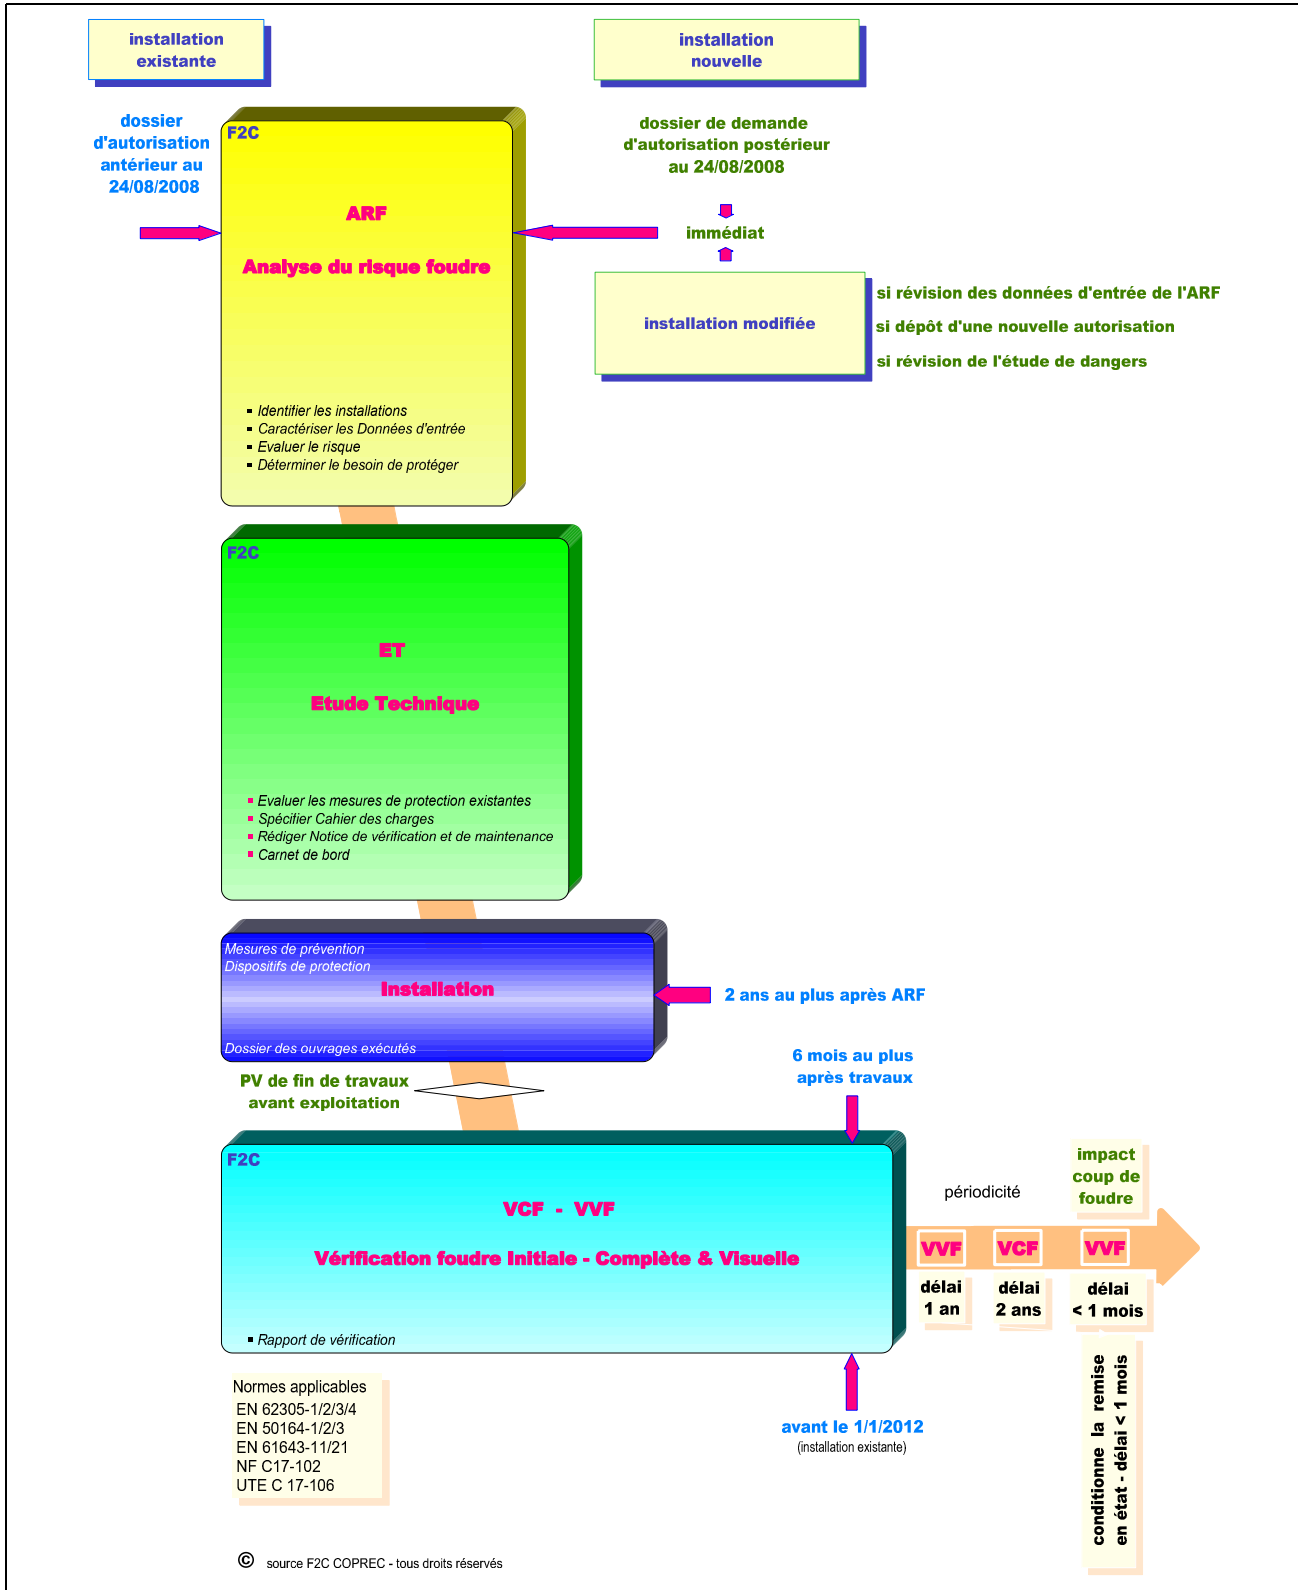 installation
existante
installation
nouvelle
dossier
d'autorisation
antérieur au
24/08/2008
dossier de demande
d'autorisation postérieur
au 24/08/2008
immédiat
installation modifiée
si révision des données d'entrée de l'ARF
si dépôt d'une nouvelle autorisation
si révision de l'étude de dangers
F2C
ARF
Analyse du risque foudre
▪ Identifier les installations
▪ Caractériser les Données d'entrée
▪ Evaluer le risque
▪ Déterminer le besoin de protéger
F2C
ET
Etude Technique
▪ Evaluer les mesures de protection existantes
▪ Spécifier Cahier des charges
▪ Rédiger Notice de vérification et de maintenance
▪ Carnet de bord
Mesures de prévention
Dispositifs de protection
Installation
Dossier des ouvrages exécutés
2 ans au plus après ARF
PV de fin de travaux
avant exploitation
6 mois au plus
après travaux
F2C
VCF - VVF
Vérification foudre Initiale - Complète & Visuelle
▪ Rapport de vérification
périodicité
impact
coup de
foudre
VVF
VCF
VVF
délai
1 an
délai
2 ans
délai
< 1 mois
conditionne la remise
en état - délai < 1 mois
avant le 1/1/2012
(installation existante)
Normes applicables
EN 62305-1/2/3/4
EN 50164-1/2/3
EN 61643-11/21
NF C17-102
UTE C 17-106
© source F2C COPREC - tous droits réservés